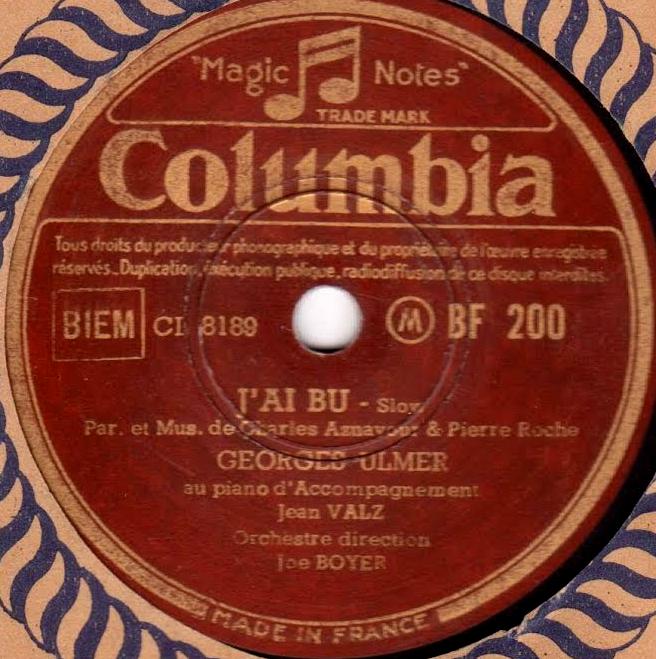 "Magic Notes"
TRADE MARK
Columbia
Tous droits du producteur phonographique et du propriétaire de l'œuvre enregistrée
réservés. Duplication, exécution publique, radiodiffusion de ce disque interdites.
BIEM CL 8189 M BF 200
J'AI BU - Slow
Par. et Mus. de Charles Aznavour & Pierre Roche
GEORGES ULMER
au piano d'Accompagnement
Jean VALZ
Orchestre direction
Joe BOYER
MADE IN FRANCE